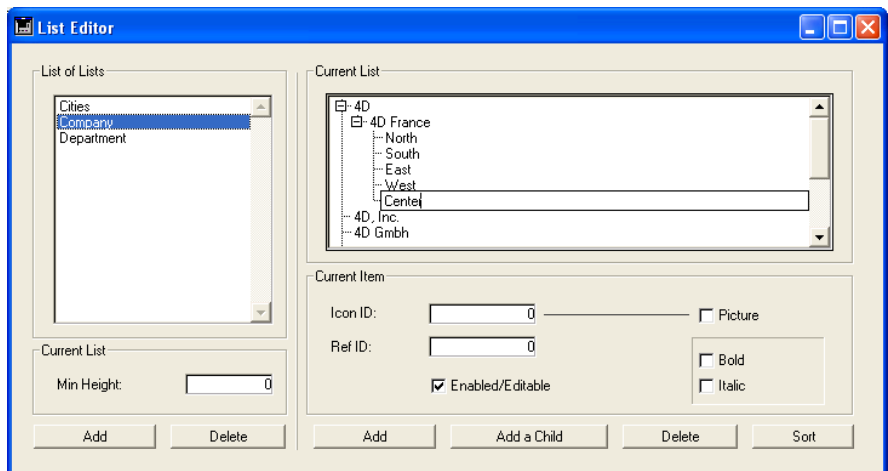 List Editor
List of Lists
Cities
Company
Department
Current List
Min Height: 0
Add Delete
Current List
4D
4D France
North
South
East
West
Center
4D, Inc.
4D Gmbh
Current Item
Icon ID: 0 Picture
Ref ID: 0
Bold
Enabled/Editable Italic
Add Add a Child Delete Sort